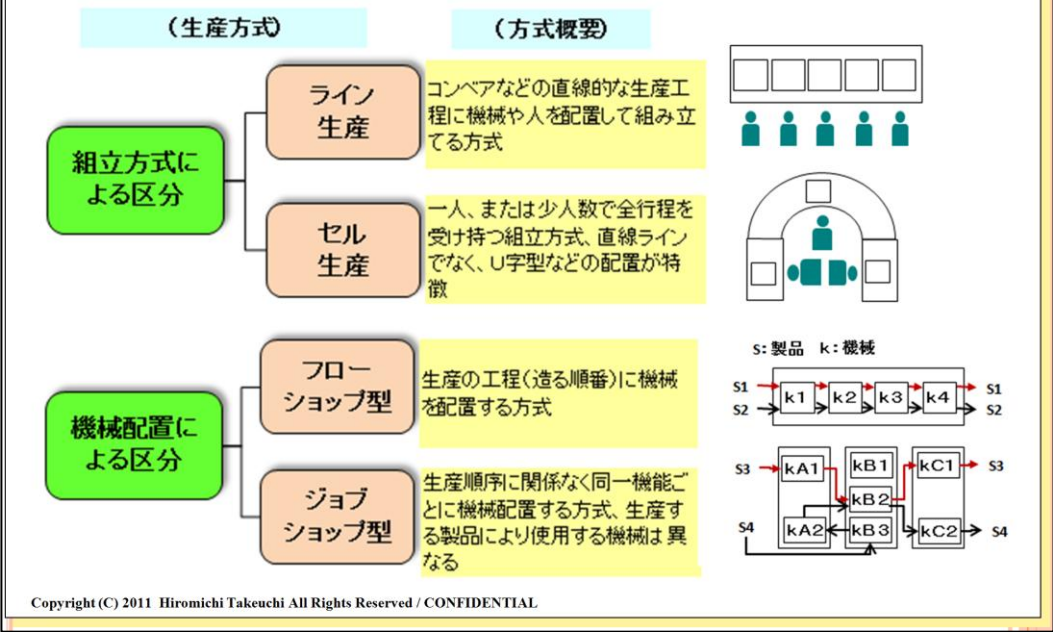 （生産方式）
（方式概要）
組立方式に
よる区分
ライン
生産
コンベアなどの直線的な生産工
程に機械や人を配置して組み立
てる方式
セル
生産
一人、または少人数で全行程を
受け持つ組立方式、直線ライン
でなく、U字型などの配置が特
徴
機械配置に
よる区分
フロー
ショップ型
生産の工程（造る順番）に機械
を配置する方式
S：製品　k：機械
S1 k1 k2 k3 k4 S1
S2 S2
ジョブ
ショップ型
生産順序に関係なく同一機能ご
とに機械配置する方式、生産す
る製品により使用する機械は異
なる
S3 kA1 kB1 kC1 S3
kB2
S4 kA2 kB3 kC2 S4
Copyright (C) 2011 Hiromichi Takeuchi All Rights Reserved / CONFIDENTIAL